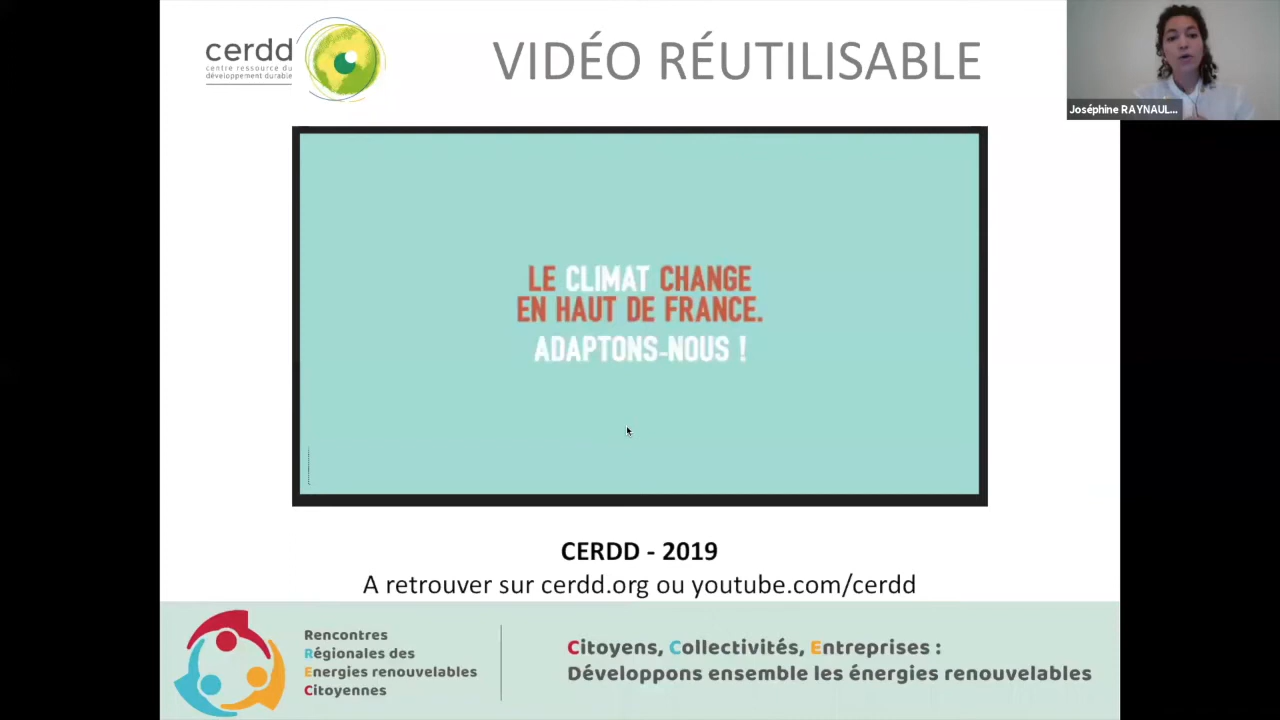 cerdd
centre ressource du
développement durable
VIDÉO RÉUTILISABLE
Joséphine RAYNAUL...
LE CLIMAT CHANGE
EN HAUT DE FRANCE.
ADAPTONS-NOUS !
CERDD - 2019
A retrouver sur cerdd.org ou youtube.com/cerdd
Rencontres
Régionales des
Energies renouvelables
Citoyennes
Citoyens, Collectivités, Entreprises :
Développons ensemble les énergies renouvelables